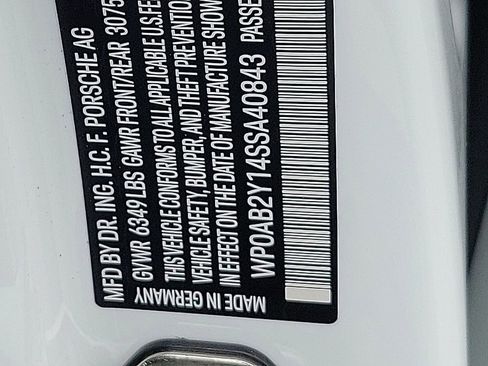 MFD BY DR. ING. H.C. F. PORSCHE AG
GVWR 6349 LBS GAWR FRONT/REAR 3075
THIS VEHICLE CONFORMS TO ALL APPLICABLE U.S. FE
VEHICLE SAFETY, BUMPER, AND THEFT PREVENTIO
IN EFFECT ON THE DATE OF MANUFACTURE SHOWN
WP0AB2Y14SSA40843 PASSE
MADE IN GERMANY